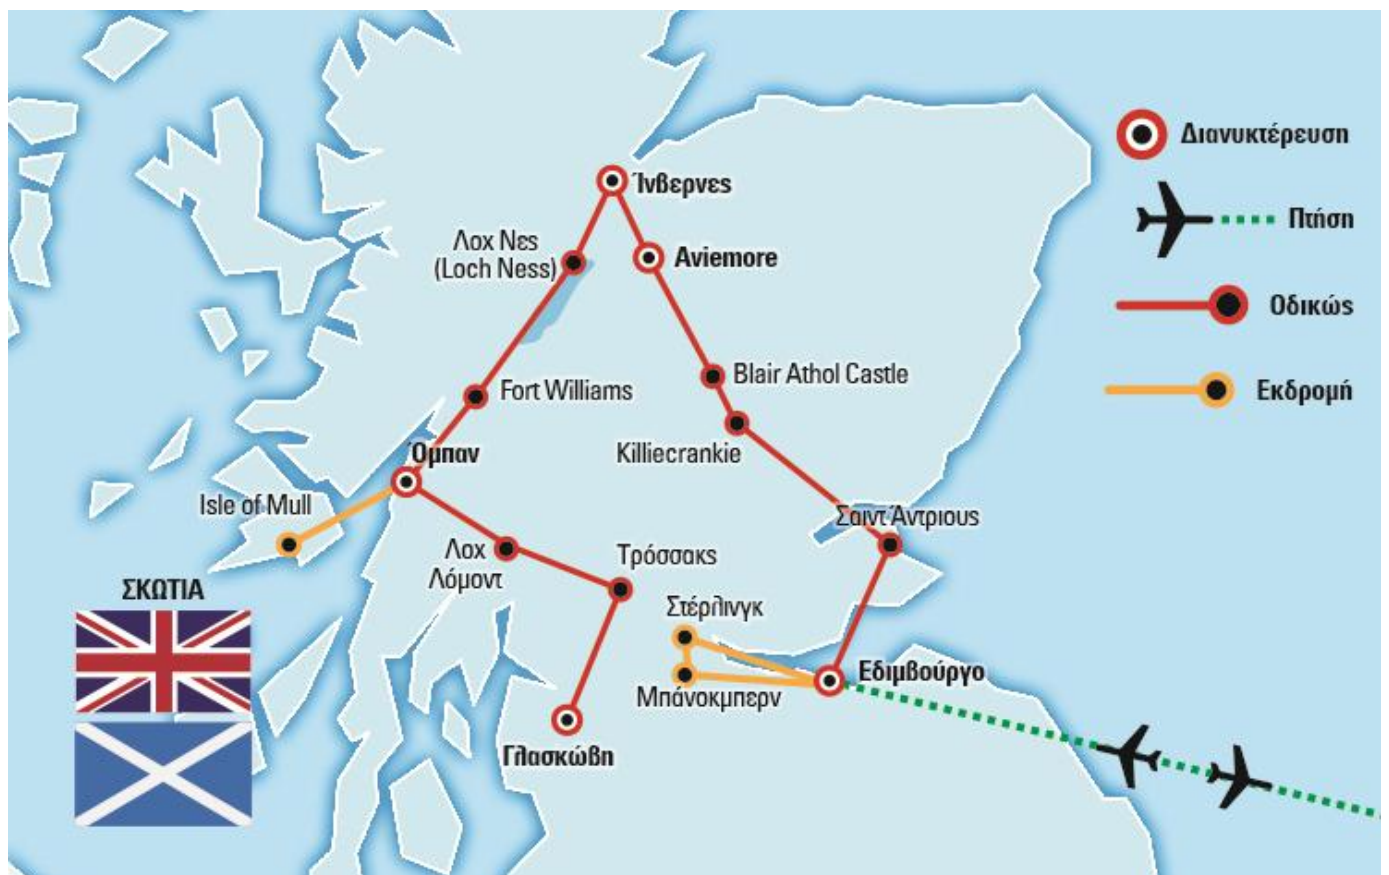 Διανυκτέρευση
Ίνβερνες
Πτήση
Λοχ Νες
(Loch Ness)
Aviemore
Οδικώς
Blair Athol Castle
Fort Williams
Εκδρομή
Killiecrankie
Όμπαν
Isle of Mull
Σαιντ Άντριους
Λοχ
Λόμοντ
Τρόσσακς
ΣΚΩΤΙΑ
Στέρλινγκ
Εδιμβούργο
Μπάνοκμπερν
Γλασκώβη